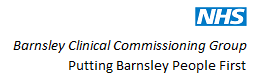 NHS
Barnsley Clinical Commissioning Group
Putting Barnsley People First